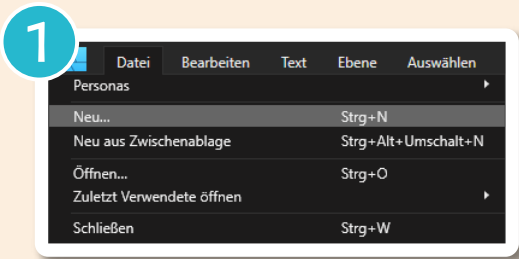 1
Datei Bearbeiten Text Ebene Auswählen
Personas
Neu... Strg+N
Neu aus Zwischenablage Strg+Alt+Umschalt+N
Öffnen... Strg+O
Zuletzt Verwendete öffnen
Schließen Strg+W